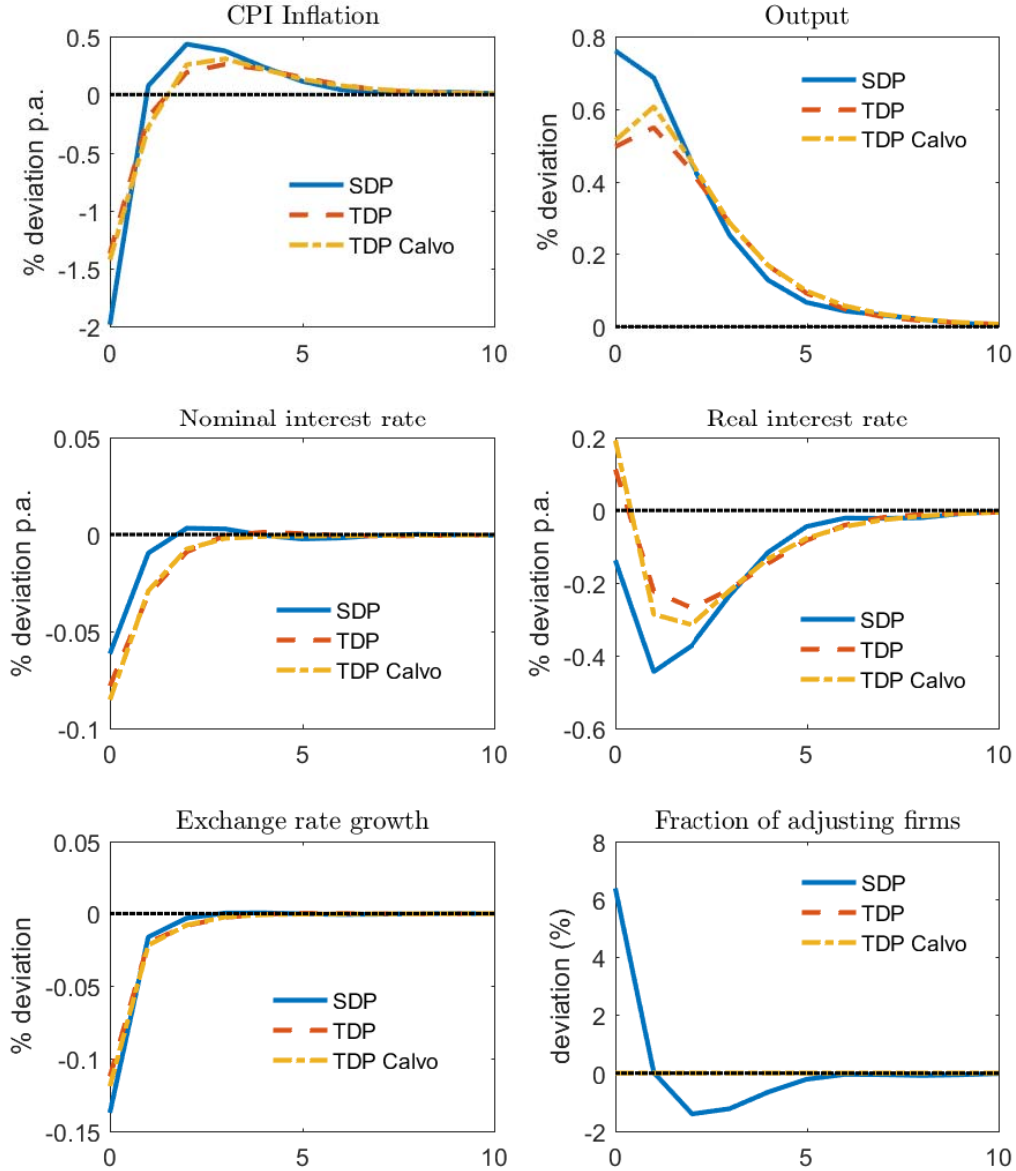 CPI Inflation
% deviation p.a.
0.5
0
-0.5
-1
-1.5
-2
0
5
10
SDP
TDP
TDP Calvo
Output
% deviation
0.8
0.6
0.4
0.2
0
0
5
10
SDP
TDP
TDP Calvo
Nominal interest rate
% deviation p.a.
0.05
0
-0.05
-0.1
0
5
10
SDP
TDP
TDP Calvo
Real interest rate
% deviation p.a.
0.2
0
-0.2
-0.4
-0.6
0
5
10
SDP
TDP
TDP Calvo
Exchange rate growth
% deviation
0.05
0
-0.05
-0.1
-0.15
0
5
10
SDP
TDP
TDP Calvo
Fraction of adjusting firms
deviation (%)
8
6
4
2
0
-2
0
5
10
SDP
TDP
TDP Calvo